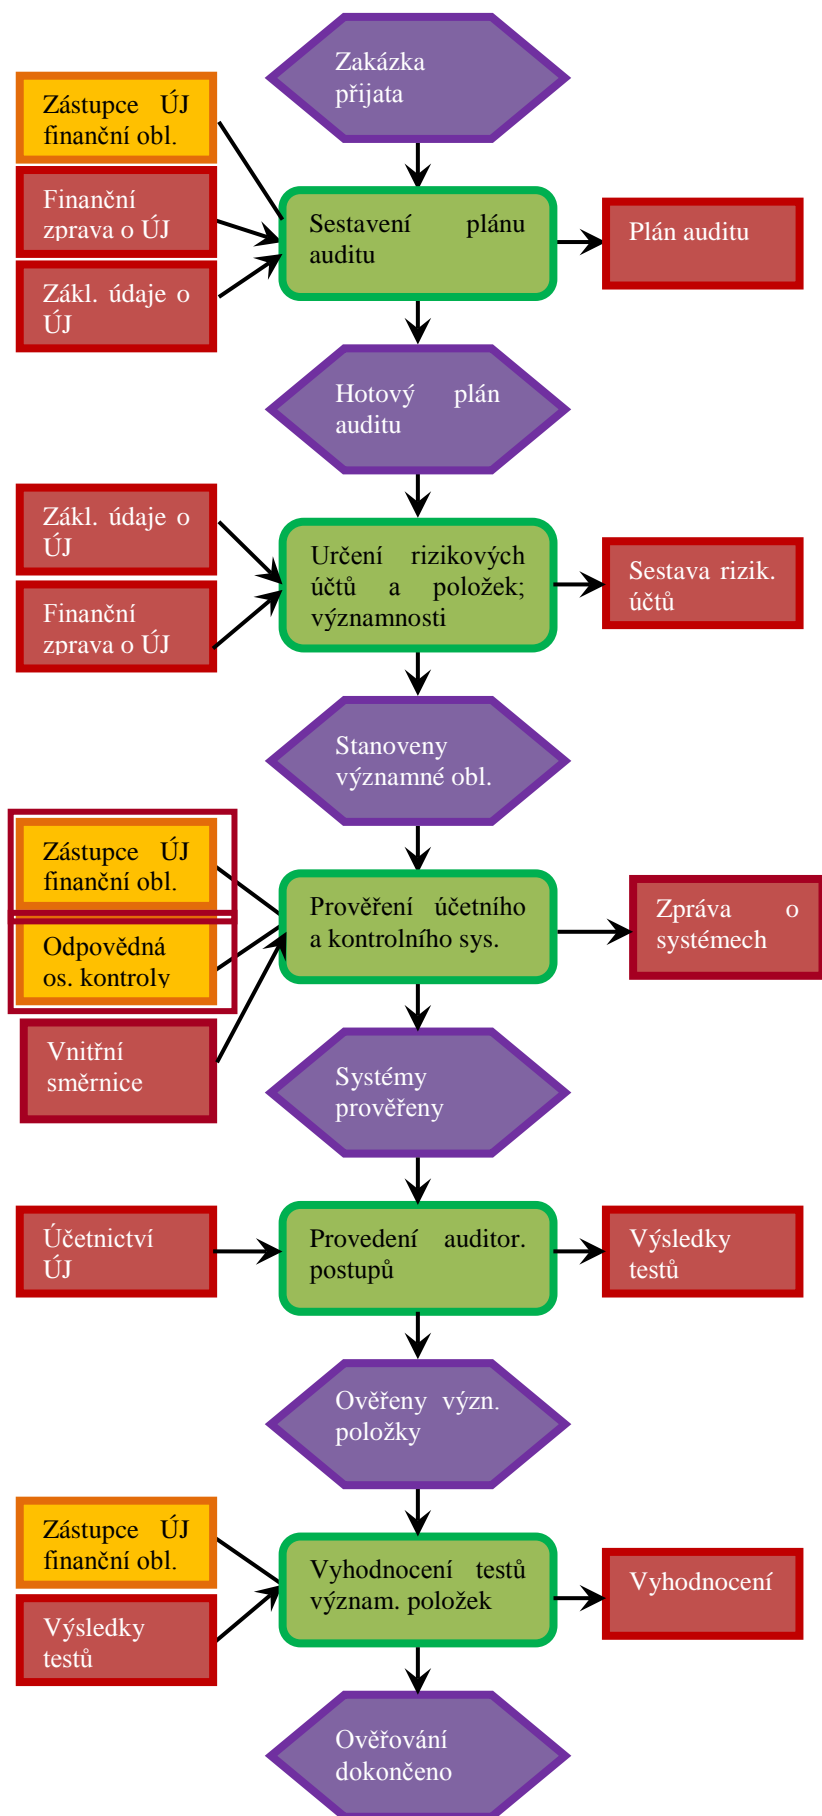 Zakázka
přijata
Zástupce ÚJ
finanční obl.
Finanční
zprava o ÚJ
Zákl. údaje o
ÚJ
Sestavení plánu
auditu
Plán auditu
Hotový plán
auditu
Zákl. údaje o
ÚJ
Finanční
zprava o ÚJ
Určení rizikových
účtů a položek;
významnosti
Sestava rizik.
účtů
Stanoveny
významné obl.
Zástupce ÚJ
finanční obl.
Odpovědná
os. kontroly
Vnitřní
směrnice
Prověření účetního
a kontrolního sys.
Zpráva o
systémech
Systémy
prověřeny
Účetnictví
ÚJ
Provedení auditor.
postupů
Výsledky
testů
Ověřeny význ.
položky
Zástupce ÚJ
finanční obl.
Výsledky
testů
Vyhodnocení testů
význam. položek
Vyhodnocení
Ověřování
dokončeno